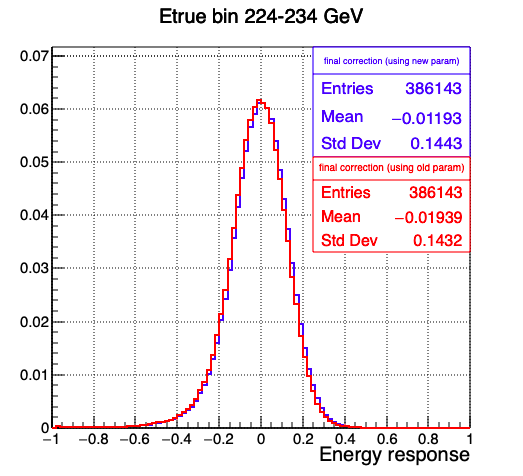 Etrue bin 224-234 GeV
final correction (using new param)
Entries 386143
Mean −0.01193
Std Dev 0.1443
final correction (using old param)
Entries 386143
Mean −0.01939
Std Dev 0.1432
0.07
0.06
0.05
0.04
0.03
0.02
0.01
0
−1 −0.8 −0.6 −0.4 −0.2 0 0.2 0.4 0.6 0.8 1
Energy response